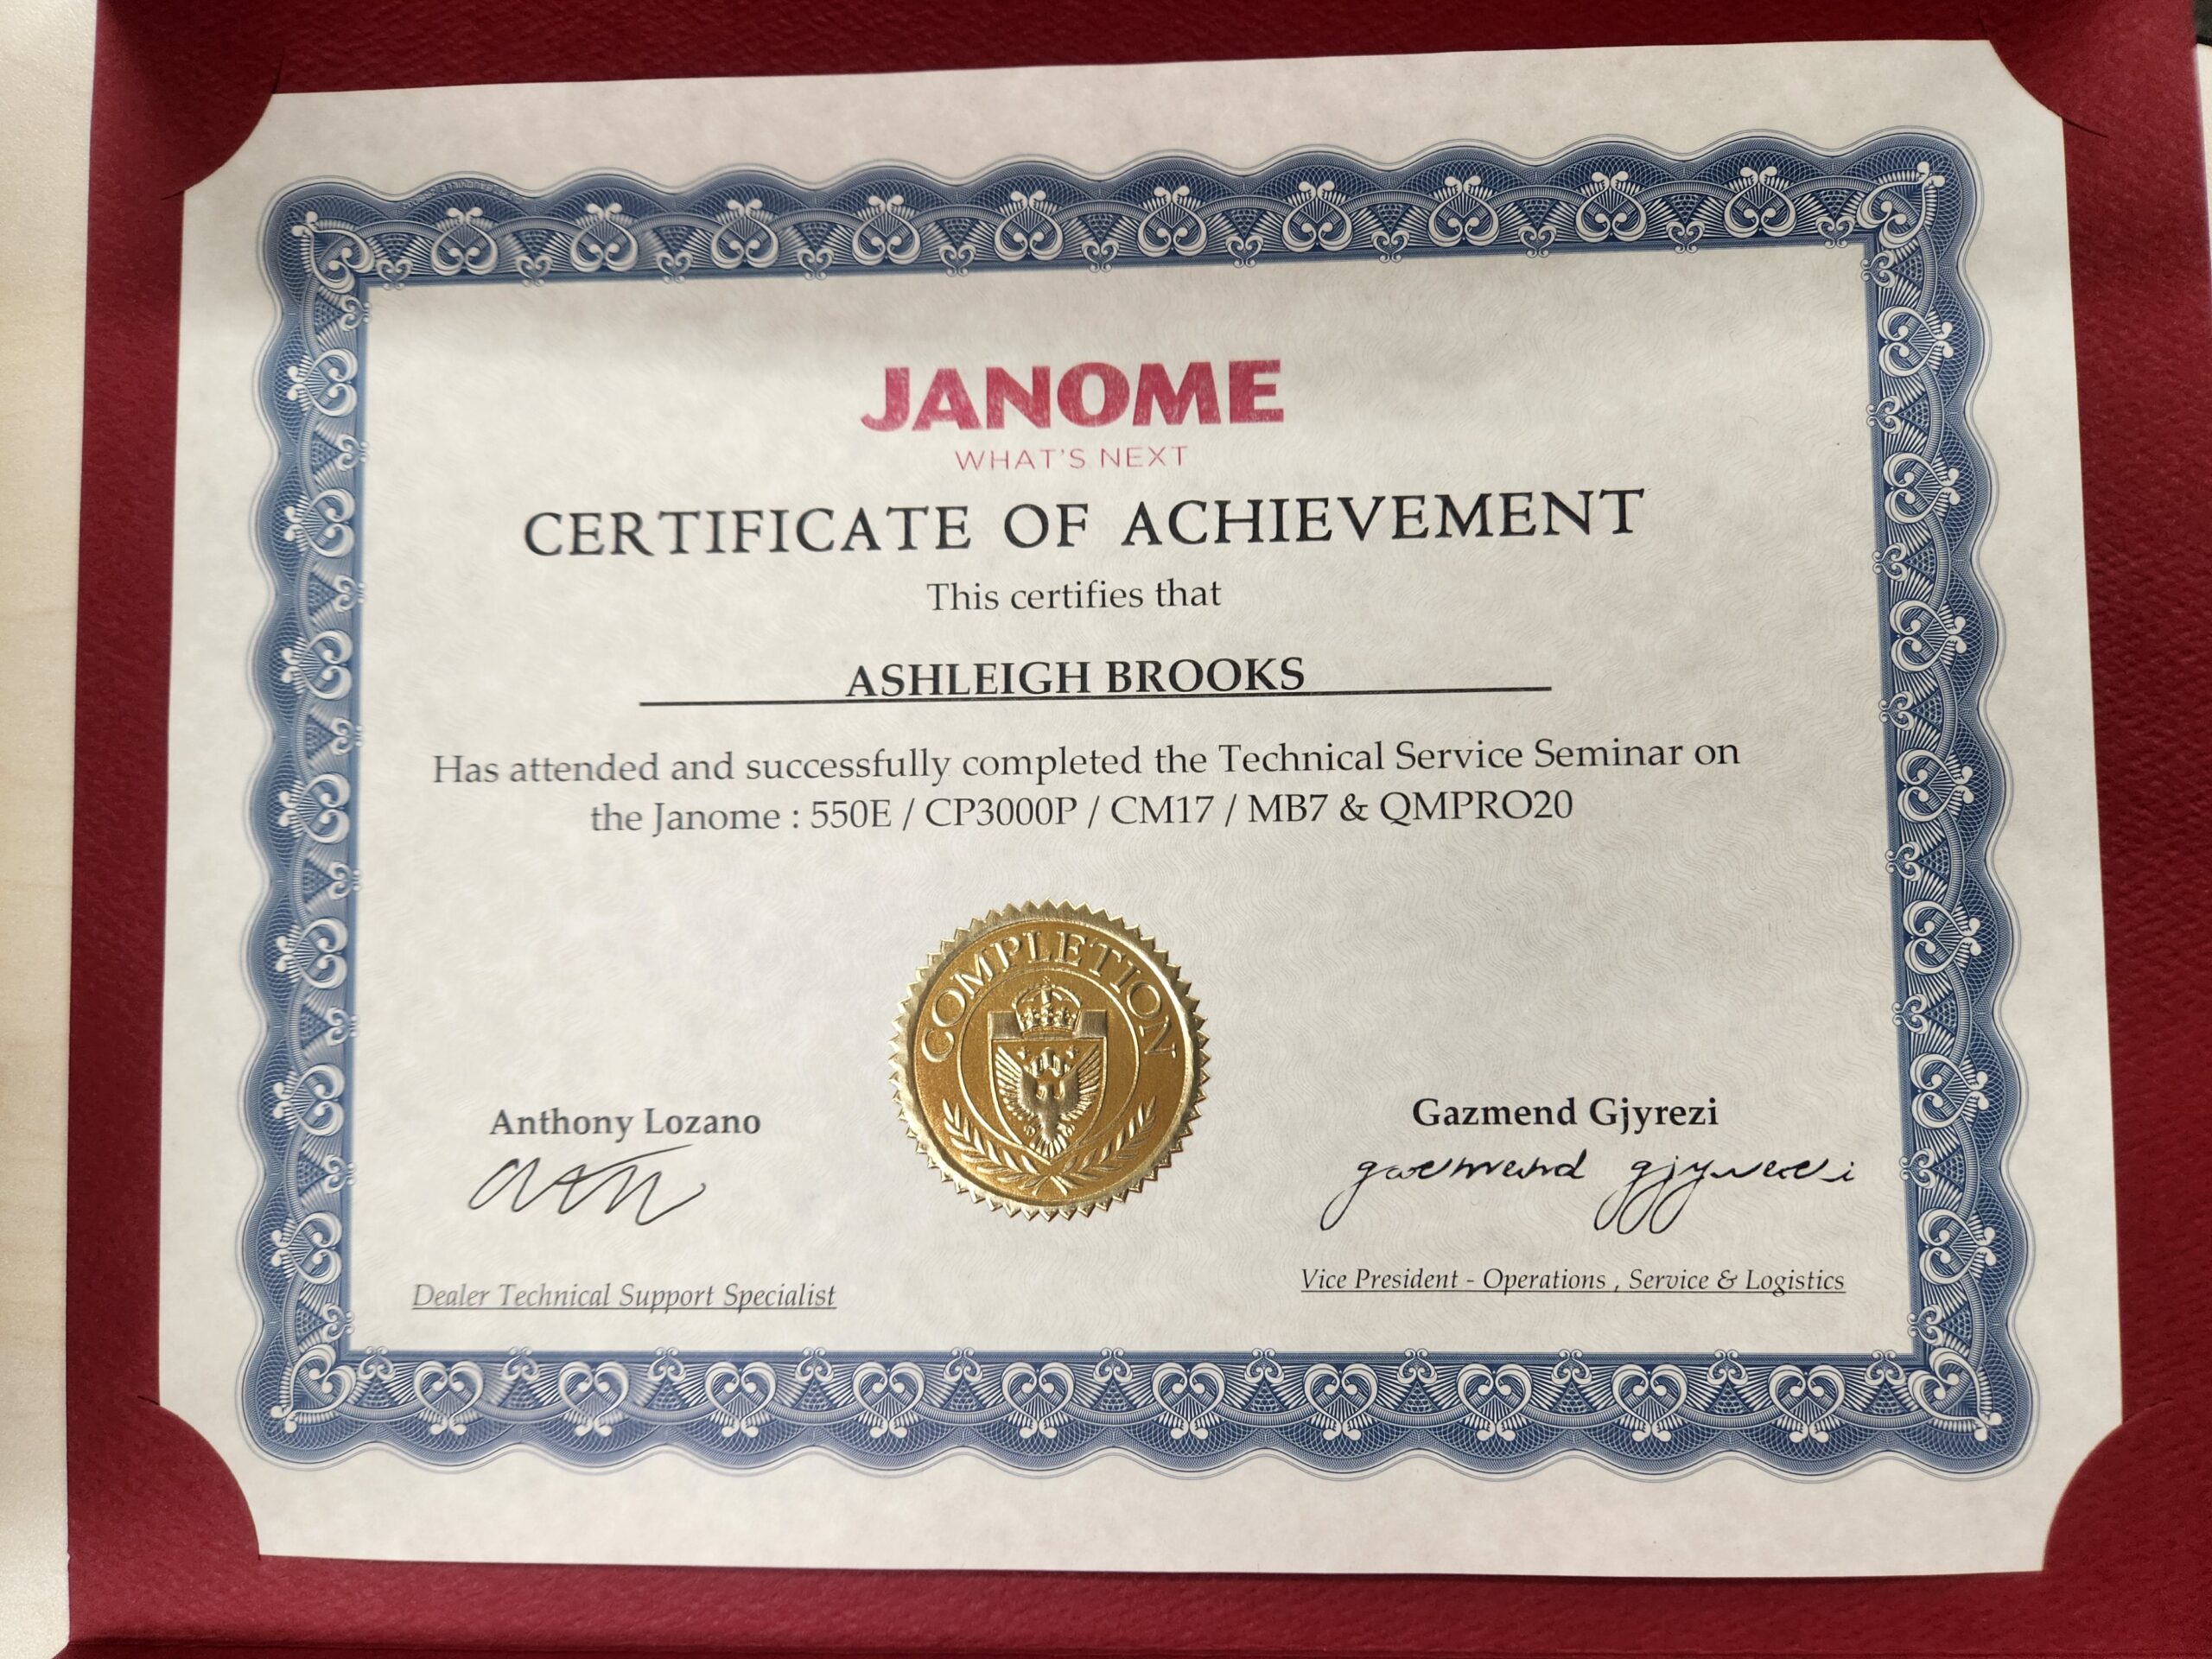 JANOME
WHAT'S NEXT
CERTIFICATE OF ACHIEVEMENT
This certifies that
ASHLEIGH BROOKS
Has attended and successfully completed the Technical Service Seminar on
the Janome : 550E / CP3000P / CM17 / MB7 & QMPRO20
COMPLETION
Anthony Lozano
Gazmend Gjyrezi
gazmend gjyrezi
Dealer Technical Support Specialist
Vice President - Operations , Service & Logistics